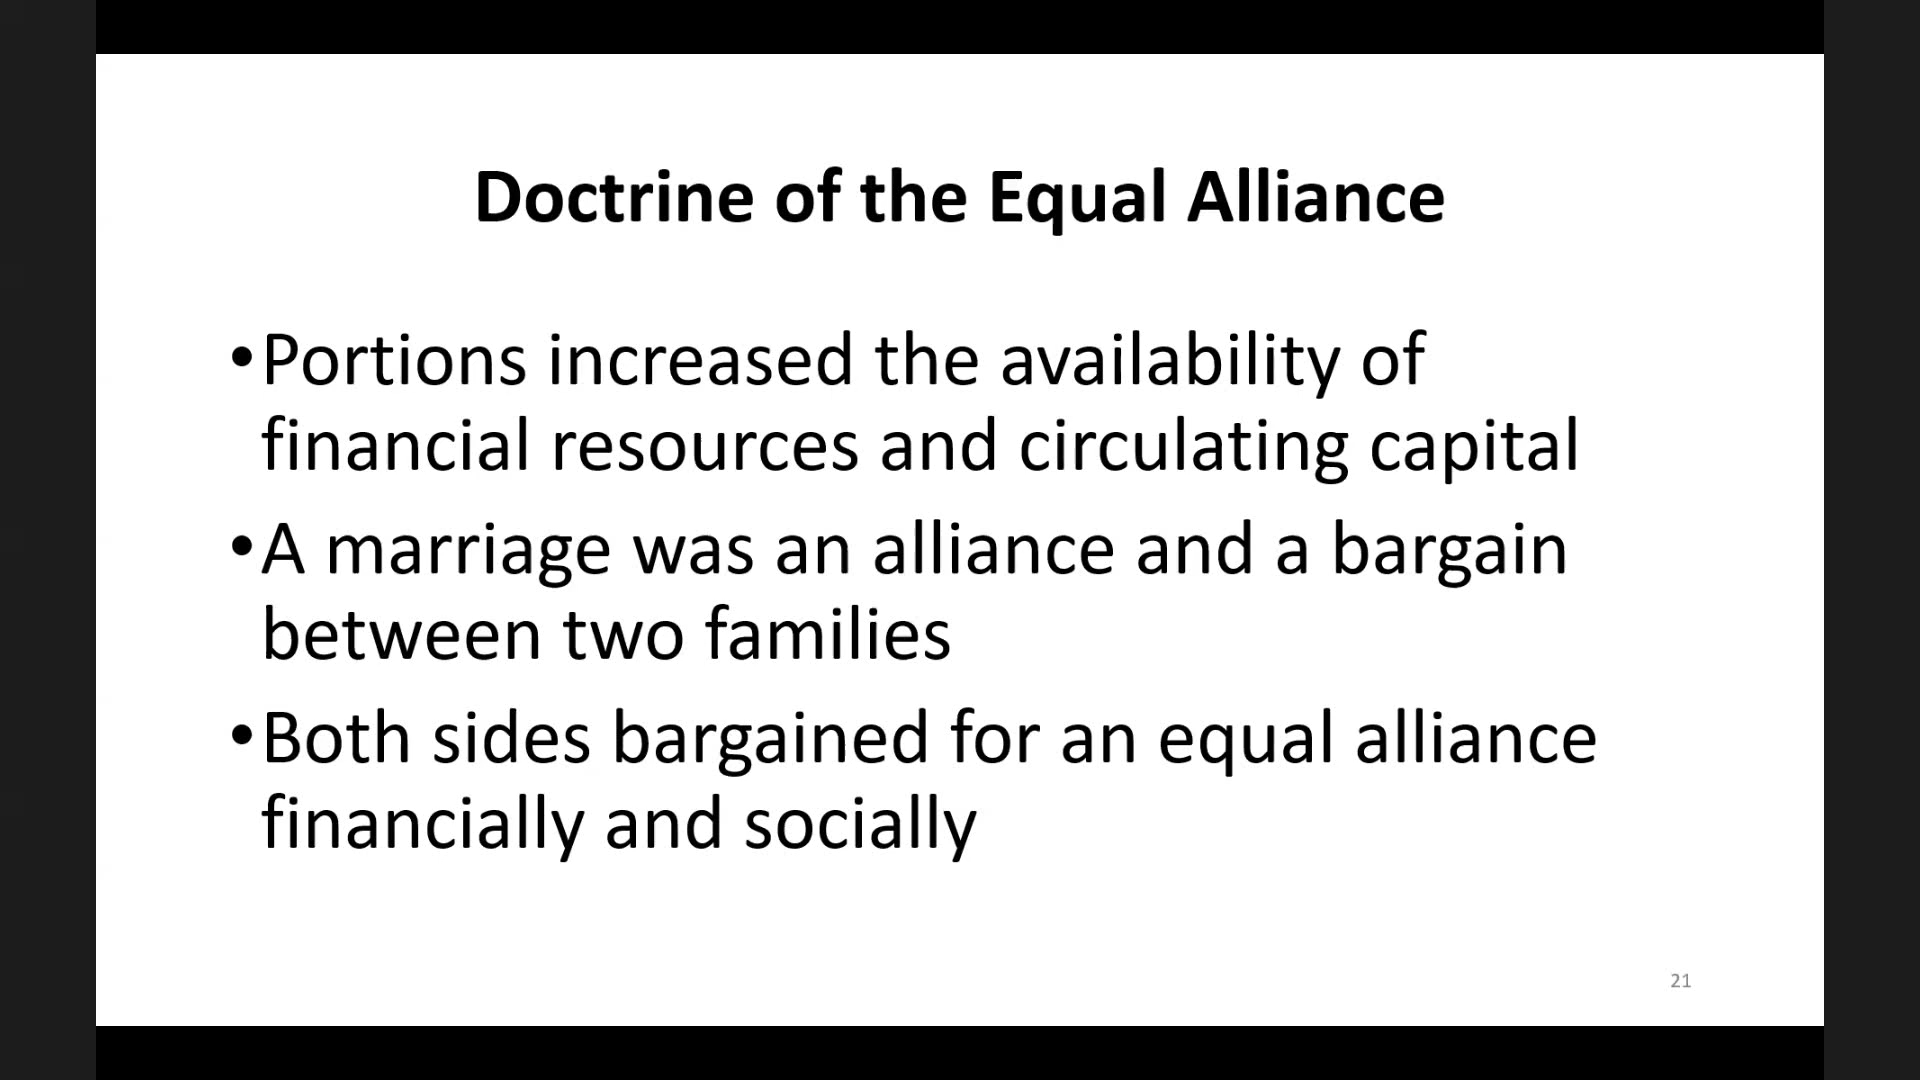 Doctrine of the Equal Alliance
•Portions increased the availability of
financial resources and circulating capital
•A marriage was an alliance and a bargain
between two families
•Both sides bargained for an equal alliance
financially and socially
21